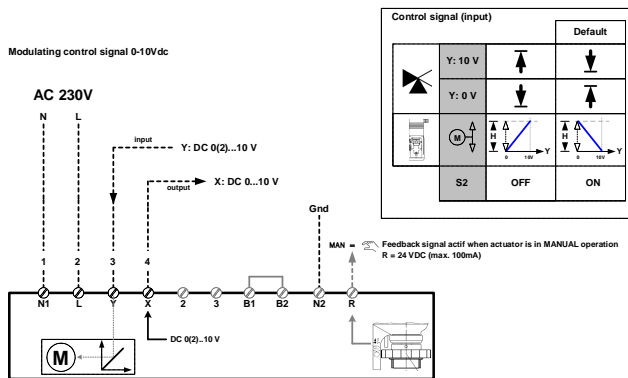 Modulating control signal 0-10Vdc
AC 230V
N L
input
Y: DC 0(2)...10 V
output
X: DC 0...10 V
Gnd
MAN =
Feedback signal actif when actuator is in MANUAL operation
R = 24 VDC (max. 100mA)
1 2 3 4
N1 L Y X 2 3 B1 B2 N2 R
DC 0(2)..10 V
M
Control signal (input)
Default
Y: 10 V
Y: 0 V
M
H Y H Y
0 10V 0 10V
S2 OFF ON